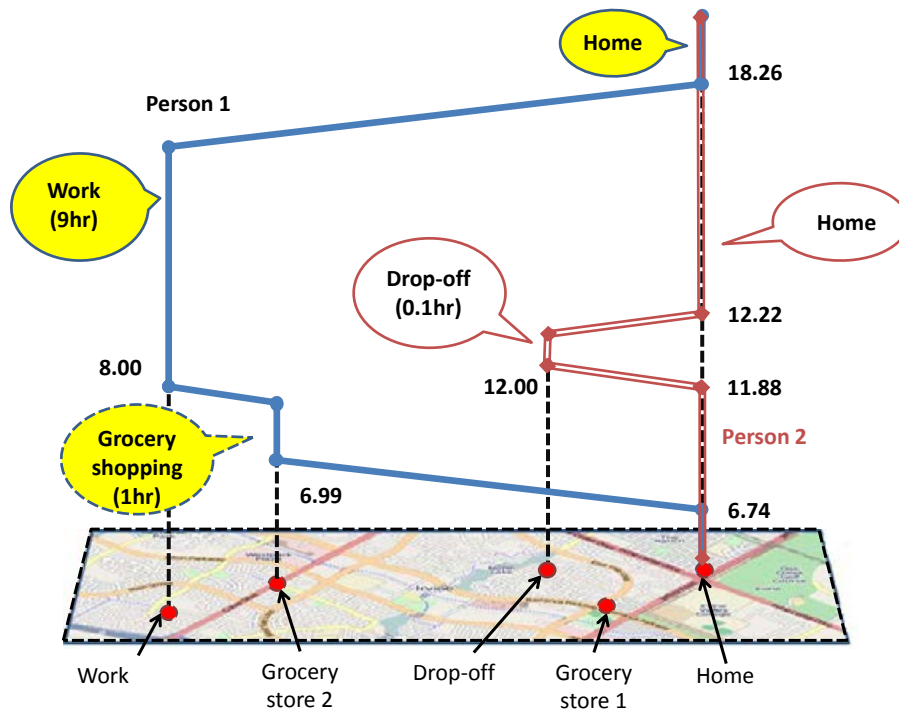 Home
18.26
Person 1
Work
(9hr)
Home
Drop-off
(0.1hr)
12.22
8.00
12.00
11.88
Grocery
shopping
(1hr)
Person 2
6.99
6.74
Work
Grocery
store 2
Drop-off
Grocery
store 1
Home